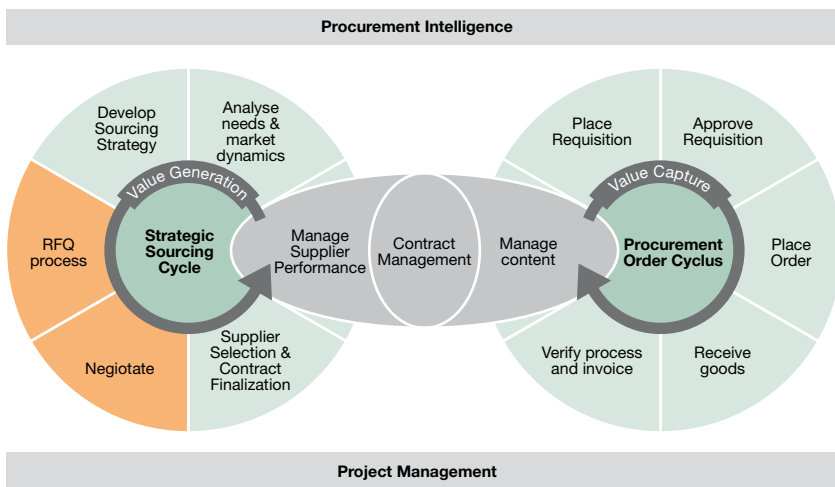 Procurement Intelligence
Develop
Sourcing
Strategy
Analyse
needs &
market
dynamics
Value Generation
RFQ
process
Strategic
Sourcing
Cycle
Negiotate
Supplier
Selection &
Contract
Finalization
Manage
Supplier
Performance
Contract
Management
Manage
content
Place
Requisition
Approve
Requisition
Value Capture
Procurement
Order Cyclus
Place
Order
Verify process
and invoice
Receive
goods
Project Management